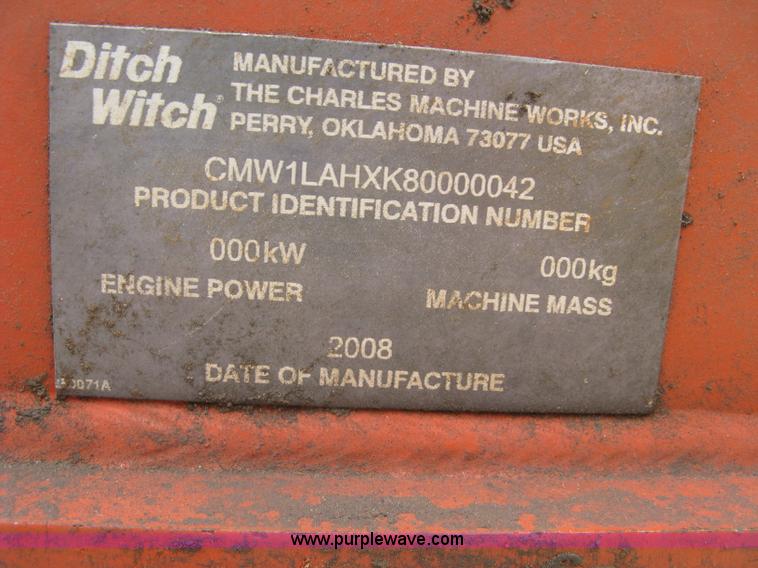 Ditch
Witch®
MANUFACTURED BY
THE CHARLES MACHINE WORKS, INC.
PERRY, OKLAHOMA 73077 USA
CMW1LAHXK80000042
PRODUCT IDENTIFICATION NUMBER
000kW
ENGINE POWER
000kg
MACHINE MASS
2008
DATE OF MANUFACTURE
www.purplewave.com